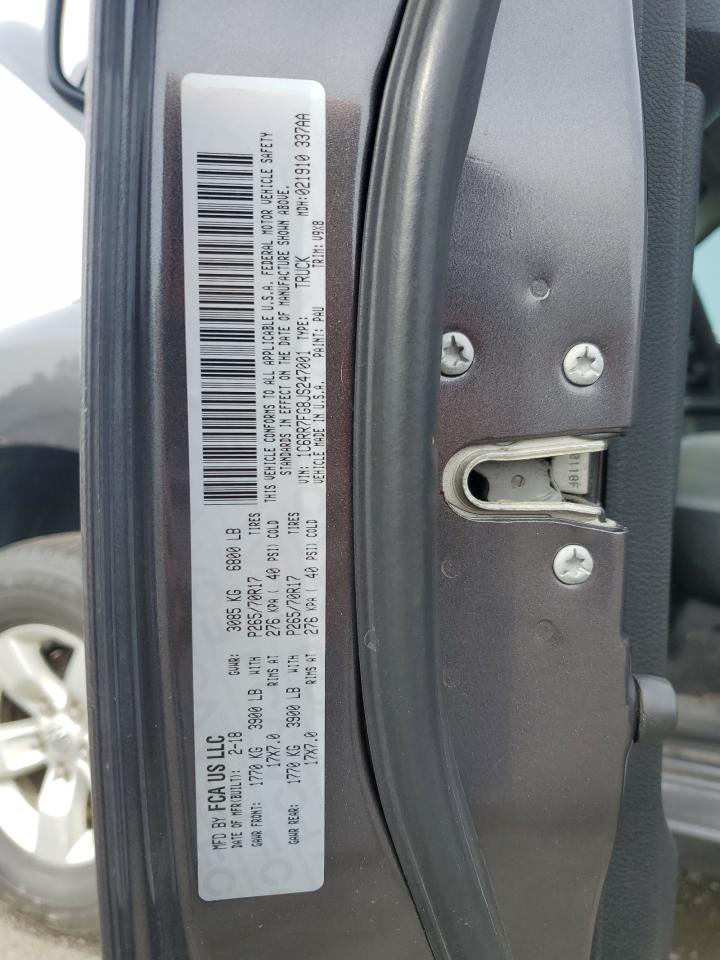 MFD BY FCA US LLC
DATE OF MFR(BUILT): 2-18 GVWR: 3085 KG 6800 LB
GAWR FRONT: 1770 KG 3900 LB WITH P265/70R17 TIRES
17X7.0 RIMS AT 276 KPA ( 40 PSI) COLD
GAWR REAR: 1770 KG 3900 LB WITH P265/70R17 TIRES
17X7.0 RIMS AT 276 KPA ( 40 PSI) COLD
THIS VEHICLE CONFORMS TO ALL APPLICABLE U.S.A. FEDERAL MOTOR VEHICLE SAFETY
STANDARDS IN EFFECT ON THE DATE OF MANUFACTURE SHOWN ABOVE.
VIN: 1C6RR7FG8JS247001 TYPE: TRUCK MDH:021910 337AA
VEHICLE MADE IN U.S.A. PAINT: PAU TRIM: V9X8